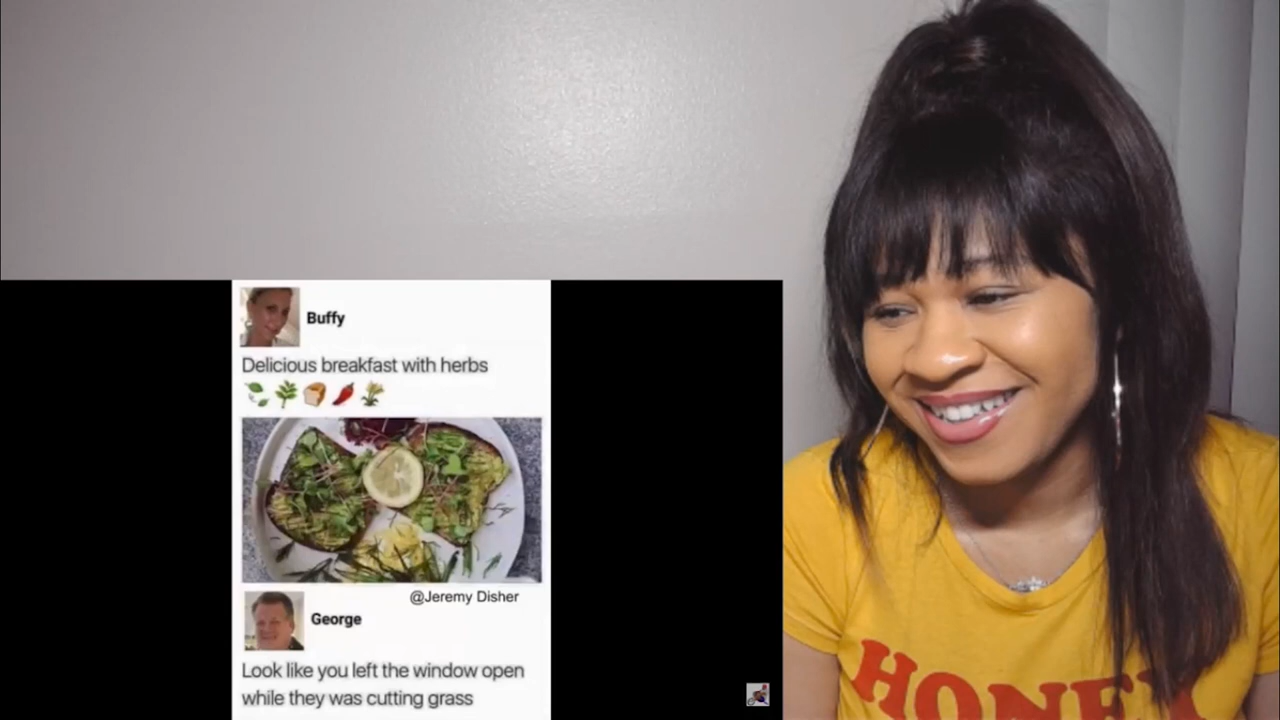 Buffy
Delicious breakfast with herbs
@Jeremy Disher
George
Look like you left the window open
while they was cutting grass
HONEY